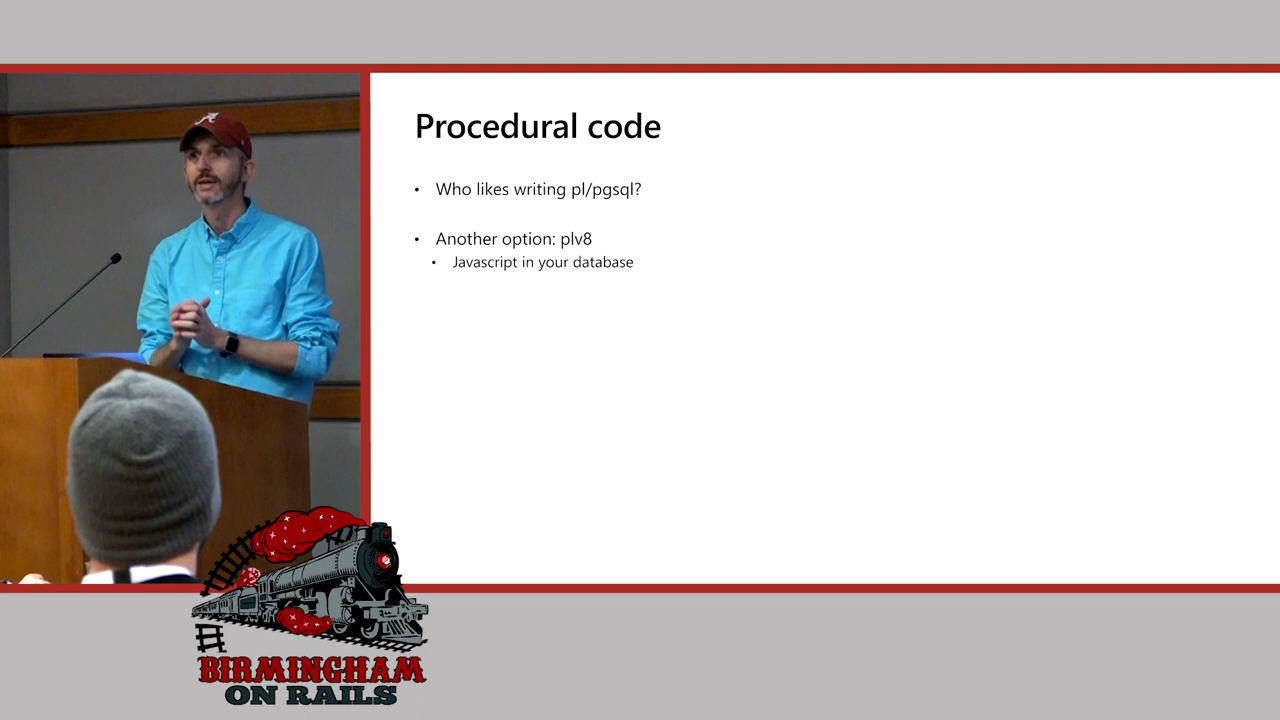 A
Procedural code
• Who likes writing pl/pgsql?
• Another option: plv8
• Javascript in your database
BIRMINGHAM
ON RAILS